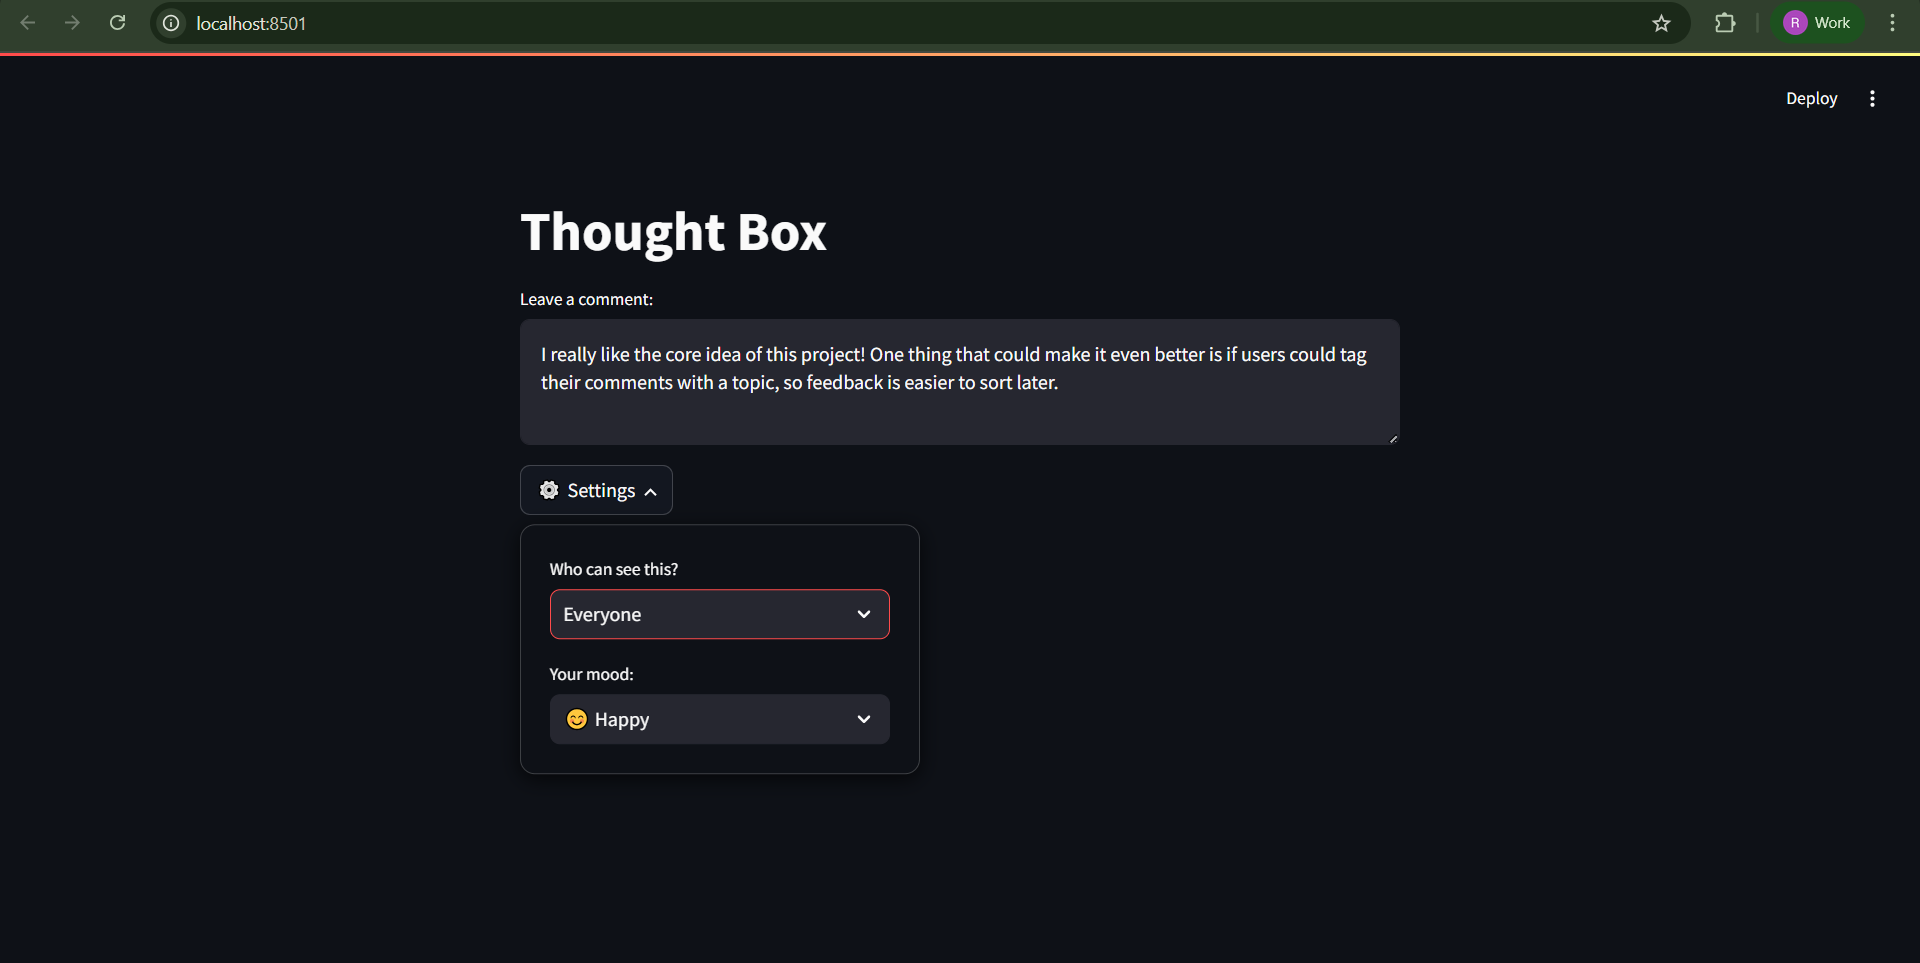 localhost:8501
R Work
Deploy
Thought Box
Leave a comment:
I really like the core idea of this project! One thing that could make it even better is if users could tag
their comments with a topic, so feedback is easier to sort later.
Settings
Who can see this?
Everyone
Your mood:
😊 Happy